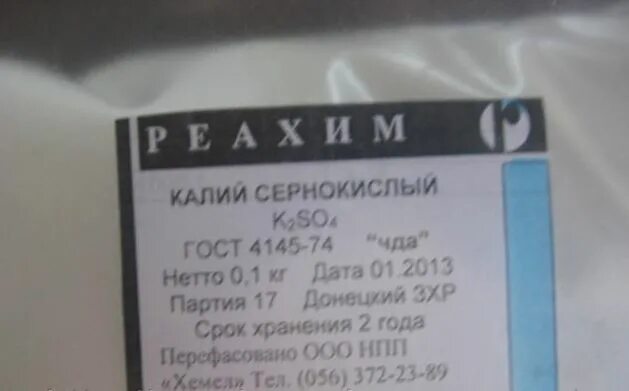 РЕАХИМ
КАЛИЙ СЕРНОКИСЛЫЙ
K₂SO₄
ГОСТ 4145-74 "чда"
Нетто 0,1 кг Дата 01.2013
Партия 17 Донецкий ЗХР
Срок хранения 2 года
Перефасовано ООО НПП
«Хемел» Тел. (056) 372-23-89